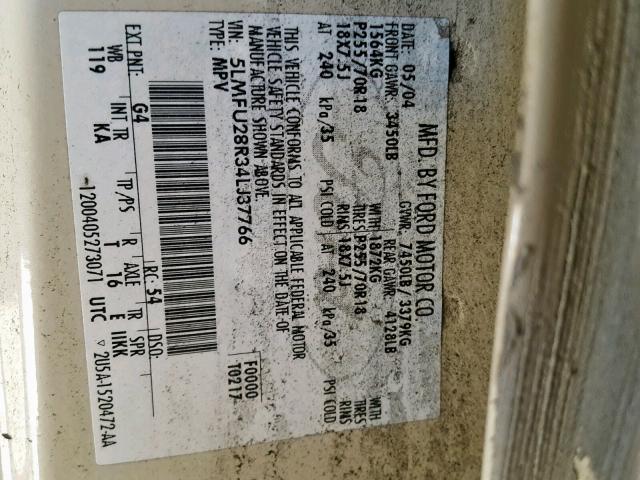 MFD. BY FORD MOTOR CO.
DATE: 05/04 GVWR: 7450LB/ 3379KG
FRONT GAWR: 3450LB REAR GAWR: 4128LB
1564KG WITH 1872KG WITH
P255/70R18 TIRES P255/70R18 TIRES
18X7.5J RIMS 18X7.5J RIMS
AT 240 kPa/35 PSI COLD AT 240 kPa/35 PSI COLD
THIS VEHICLE CONFORMS TO ALL APPLICABLE FEDERAL MOTOR
VEHICLE SAFETY STANDARDS IN EFFECT ON THE DATE OF
MANUFACTURE SHOWN ABOVE.
VIN: 5LMFU28R34LJ37766 F0000
TYPE: MPV T0217
EXT PNT: G4 RC: 54 DSO:
WB INT TR TP/PS R AXLE TR SPR
119 KA I 16 E IIKK
I200405273071 UTC ▽ 2U5A-1520472-AA